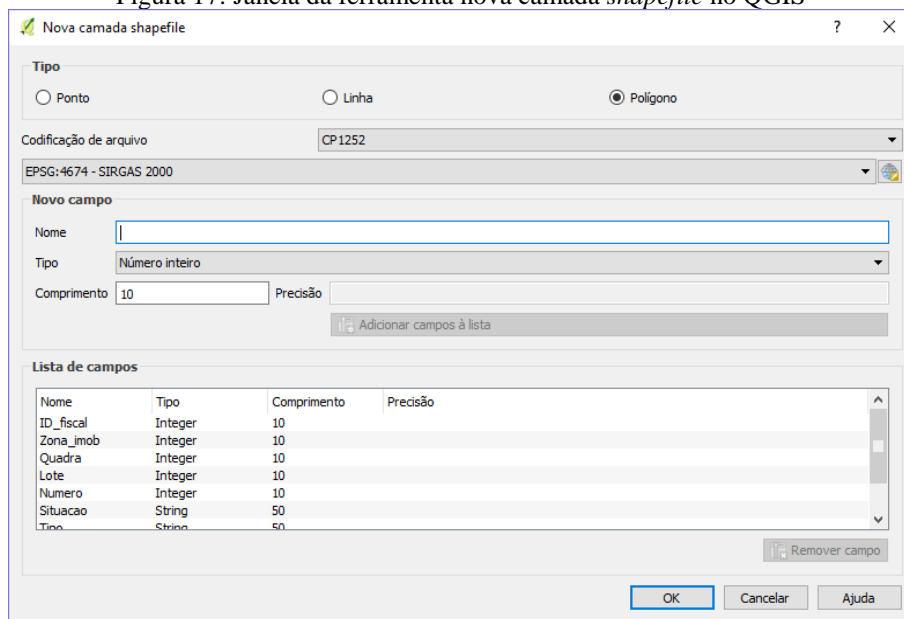 Figura 17: Janela da ferramenta nova camada shapefile no QGIS
Nova camada shapefile ? ×
Tipo
Ponto Linha Polígono
Codificação de arquivo CP1252
EPSG:4674 - SIRGAS 2000
Novo campo
Nome
Tipo Número inteiro
Comprimento 10 Precisão
Adicionar campos à lista
Lista de campos
Nome Tipo Comprimento Precisão
ID_fiscal Integer 10
Zona_imob Integer 10
Quadra Integer 10
Lote Integer 10
Numero Integer 10
Situacao String 50
Tipo String 50
Remover campo
OK Cancelar Ajuda